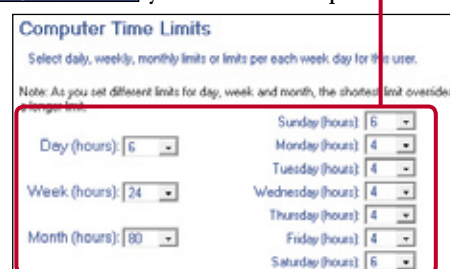 Computer Time Limits
Select daily, weekly, monthly limits or limits per each week day for this user.
Note: As you set different limits for day, week and month, the shortest limit overrides
a longer limit.
Day (hours): 6
Week (hours): 24
Month (hours): 80
Sunday (hours): 6
Monday (hours): 4
Tuesday (hours): 4
Wednesday (hours): 4
Thursday (hours): 4
Friday (hours): 4
Saturday (hours): 6